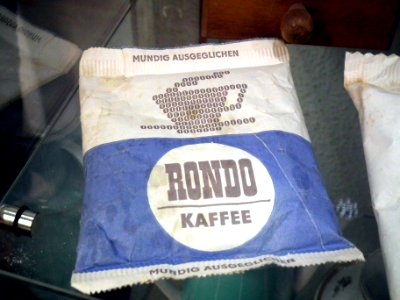 MUNDIG AUSGEGLICHEN
RONDO
KAFFEE
MUNDIG AUSGEGLICHEN